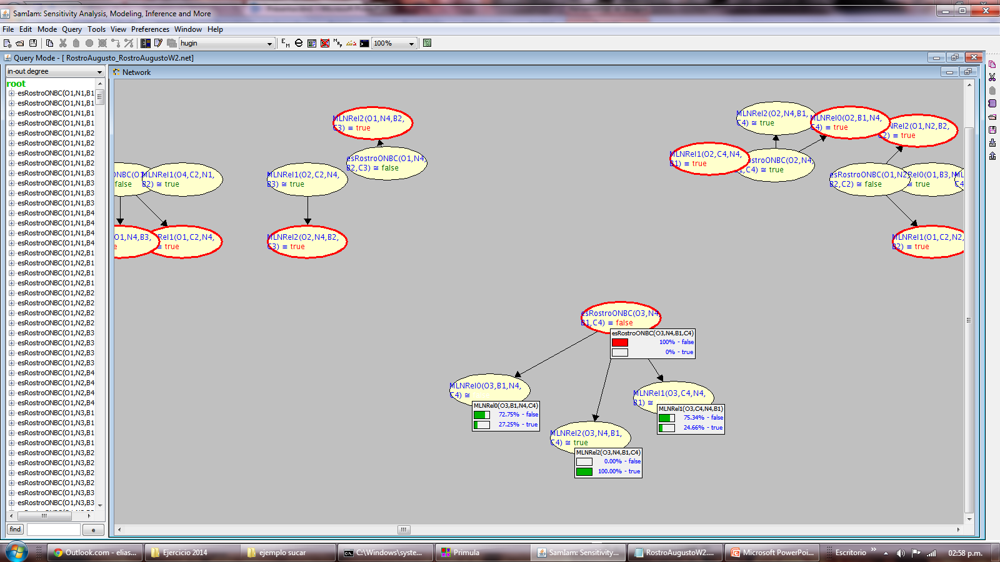 SamIam: Sensitivity Analysis, Modeling, Inference and More
File Edit Mode Query Tools View Preferences Window Help
hugin
100%
Query Mode - [ RostroAugusto_RostroAugustoW2.net]
in-out degree
Network
root
esRostroONBC(O1,N1,B1
esRostroONBC(O1,N1,B1
esRostroONBC(O1,N1,B1
esRostroONBC(O1,N1,B1
esRostroONBC(O1,N1,B2
esRostroONBC(O1,N1,B2
esRostroONBC(O1,N1,B2
esRostroONBC(O1,N1,B2
esRostroONBC(O1,N1,B3
esRostroONBC(O1,N1,B3
esRostroONBC(O1,N1,B3
esRostroONBC(O1,N1,B3
esRostroONBC(O1,N1,B4
esRostroONBC(O1,N1,B4
esRostroONBC(O1,N1,B4
esRostroONBC(O1,N1,B4
esRostroONBC(O1,N2,B1
esRostroONBC(O1,N2,B1
esRostroONBC(O1,N2,B1
esRostroONBC(O1,N2,B1
esRostroONBC(O1,N2,B2
esRostroONBC(O1,N2,B2
esRostroONBC(O1,N2,B2
esRostroONBC(O1,N2,B2
esRostroONBC(O1,N2,B3
esRostroONBC(O1,N2,B3
esRostroONBC(O1,N2,B3
esRostroONBC(O1,N2,B3
esRostroONBC(O1,N2,B4
esRostroONBC(O1,N2,B4
esRostroONBC(O1,N2,B4
esRostroONBC(O1,N2,B4
esRostroONBC(O1,N3,B1
esRostroONBC(O1,N3,B1
esRostroONBC(O1,N3,B1
esRostroONBC(O1,N3,B1
esRostroONBC(O1,N3,B2
esRostroONBC(O1,N3,B2
esRostroONBC(O1,N3,B2
esRostroONBC(O1,N3,B2
esRostroONBC(O1,N3,B3
esRostroONBC(O1,N3,B3
find
e
MLNRel2(O1,N4,B2,
C3) ≡ true
esRostroONBC(O1,N4,
B2,C3) ≅ false
ONBC(O1
false
MLNRel1(O4,C2,N1,
B2) ≅ true
MLNRel1(O2,C2,N4,
B3) ≅ true
O1,N4,B3,
Rel1(O1,C2,N4,
≡ true
MLNRel2(O2,N4,B2,
C3) ≡ true
MLNRel2(O2,N4,B1,
C4) ≅ true
MLNRel0(O2,B1,N4,
C4) ≡ true
Rel2(O1,N2,B2,
C2) ≡ true
MLNRel1(O2,C4,N4,
B1) ≡ true
ostroONBC(O2,N4,
1,C4) ≅ true
esRostroONBC(O1,N2
B2,C2) ≅ false
Rel0(O1,B3,N
≅ true
MLNRel1(O1,C2,N2,
B2) ≡ true
esRostroONBC(O3,N4,
B1,C4) ≡ false
esRostroONBC(O3,N4,B1,C4)
100% - false
0% - true
MLNRel0(O3,B1,N4,
C4) ≅
MLNRel0(O3,B1,N4,C4)
72.75% - false
27.25% - true
MLNRel1(O3,C4,N4,
B1) ≅
MLNRel1(O3,C4,N4,B1)
75.34% - false
24.66% - true
MLNRel2(O3,N4,B1,
C4) ≅ true
MLNRel2(O3,N4,B1,C4)
0.00% - false
100.00% - true
Outlook.com - elias...
Ejercicio 2014
ejemplo sucar
C:\Windows\syste...
Primula
SamIam: Sensitivity...
RostroAugustoW2....
Microsoft PowerPoi...
Escritorio
02:58 p.m.